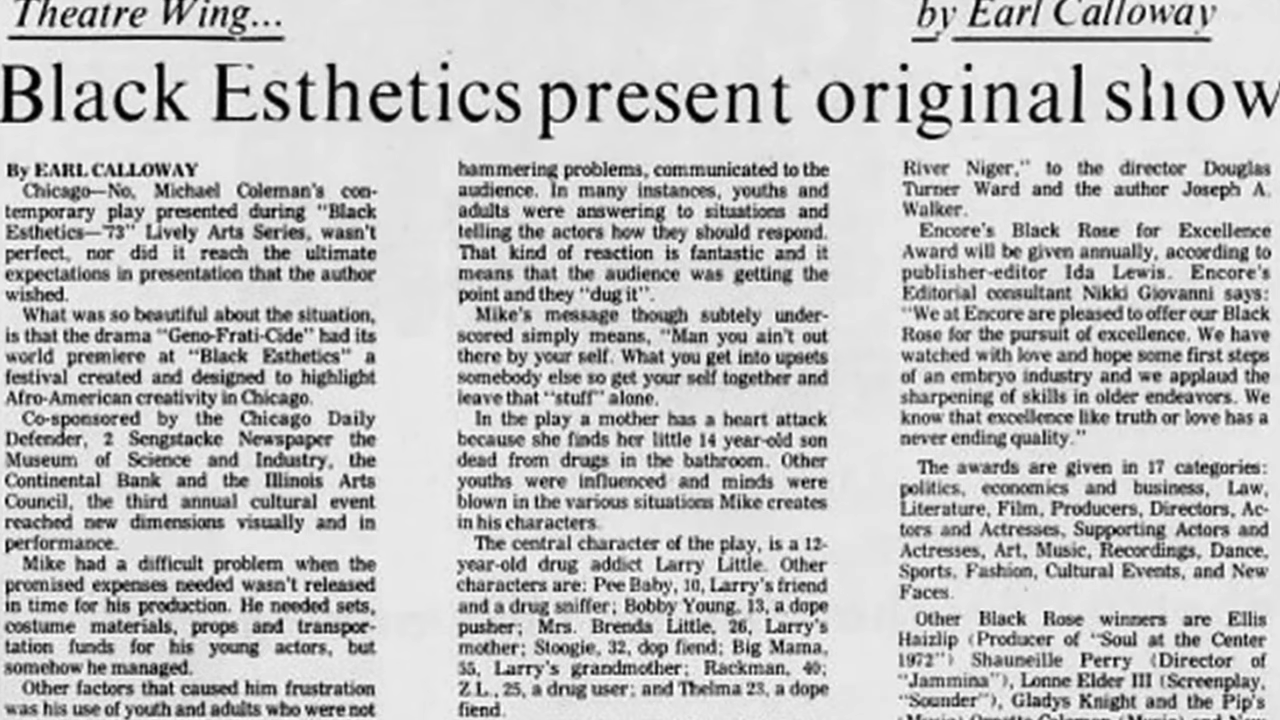 Theatre Wing...
by Earl Calloway
Black Esthetics present original show
By EARL CALLOWAY
Chicago—No, Michael Coleman's con-
temporary play presented during "Black
Esthetics—'73" Lively Arts Series, wasn't
perfect, nor did it reach the ultimate
expectations in presentation that the author
wished.
What was so beautiful about the situation,
is that the drama "Geno-Frati-Cide" had its
world premiere at "Black Esthetics" a
festival created and designed to highlight
Afro-American creativity in Chicago.
Co-sponsored by the Chicago Daily
Defender, 2 Sengstacke Newspaper the
Museum of Science and Industry, the
Continental Bank and the Illinois Arts
Council, the third annual cultural event
reached new dimensions visually and in
performance.
Mike had a difficult problem when the
promised expenses needed wasn't released
in time for his production. He needed sets,
costume materials, props and transpor-
tation funds for his young actors, but
somehow he managed.
Other factors that caused him frustration
was his use of youth and adults who were not
hammering problems, communicated to the
audience. In many instances, youths and
adults were answering to situations and
telling the actors how they should respond.
That kind of reaction is fantastic and it
means that the audience was getting the
point and they "dug it".
Mike's message though subtely under-
scored simply means, "Man you ain't out
there by your self. What you get into upsets
somebody else so get your self together and
leave that "stuff" alone.
In the play a mother has a heart attack
because she finds her little 14 year-old son
dead from drugs in the bathroom. Other
youths were influenced and minds were
blown in the various situations Mike creates
in his characters.
The central character of the play, is a 12-
year-old drug addict Larry Little. Other
characters are: Pee Baby, 10, Larry's friend
and a drug sniffer; Bobby Young, 13, a dope
pusher; Mrs. Brenda Little, 26, Larry's
mother; Stoogie, 32, dop fiend; Big Mama,
55, Larry's grandmother; Rackman, 40;
Z.L., 25, a drug user; and Thelma 23, a dope
fiend.
River Niger," to the director Douglas
Turner Ward and the author Joseph A.
Walker.
Encore's Black Rose for Excellence
Award will be given annually, according to
publisher-editor Ida Lewis. Encore's
Editorial consultant Nikki Giovanni says:
"We at Encore are pleased to offer our Black
Rose for the pursuit of excellence. We have
watched with love and hope some first steps
of an embryo industry and we applaud the
sharpening of skills in older endeavors. We
know that excellence like truth or love has a
never ending quality."
The awards are given in 17 categories:
politics, economics and business, Law,
Literature, Film, Producers, Directors, Ac-
tors and Actresses, Supporting Actors and
Actresses, Art, Music, Recordings, Dance,
Sports, Fashion, Cultural Events, and New
Faces.
Other Black Rose winners are Ellis
Haizlip (Producer of "Soul at the Center
1972") Shauneille Perry (Director of
"Jammina"), Lonne Elder III (Screenplay,
"Sounder"), Gladys Knight and the Pip's